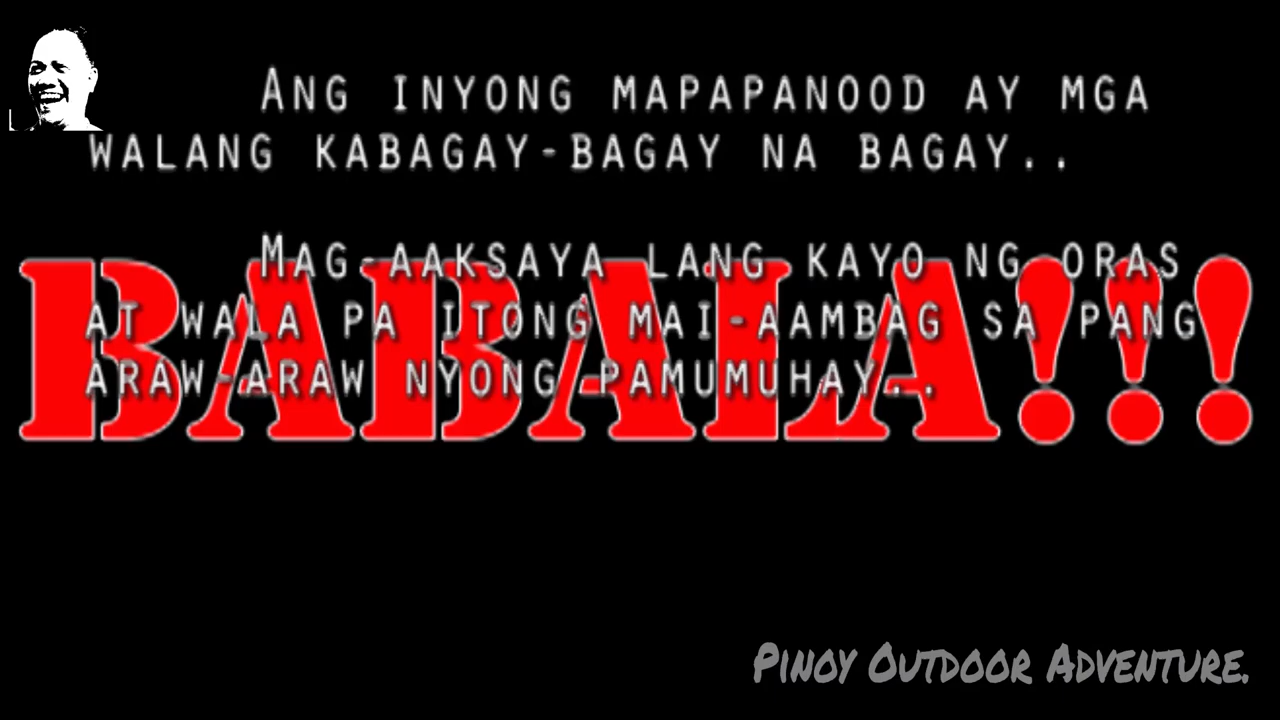 Ang inyong mapapanood ay mga
walang kabagay-bagay na bagay..
Mag-aaksaya lang kayo ng oras
at wala pa itong mai-aambag sa pang
araw-araw nyong pamumuhay..
BABALA!!!
Pinoy Outdoor Adventure.